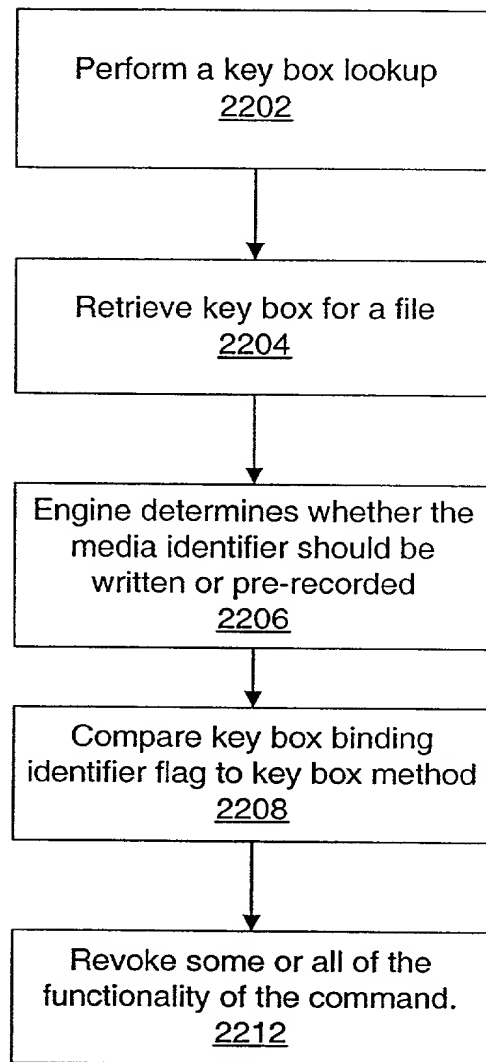 Perform a key box lookup
2202
Retrieve key box for a file
2204
Engine determines whether the
media identifier should be
written or pre-recorded
2206
Compare key box binding
identifier flag to key box method
2208
Revoke some or all of the
functionality of the command.
2212